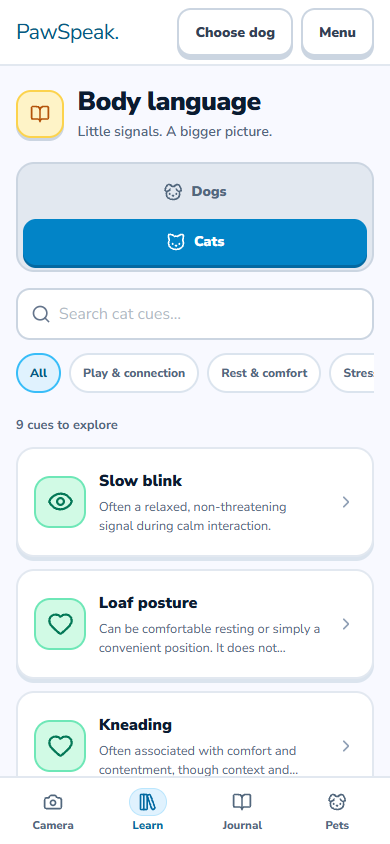 PawSpeak.
Choose dog
Menu
Body language
Little signals. A bigger picture.
Dogs
Cats
Search cat cues...
All
Play & connection
Rest & comfort
Stres
9 cues to explore
Slow blink
Often a relaxed, non-threatening
signal during calm interaction.
Loaf posture
Can be comfortable resting or simply a
convenient position. It does not...
Kneading
Often associated with comfort and
contentment, though context and...
Camera
Learn
Journal
Pets